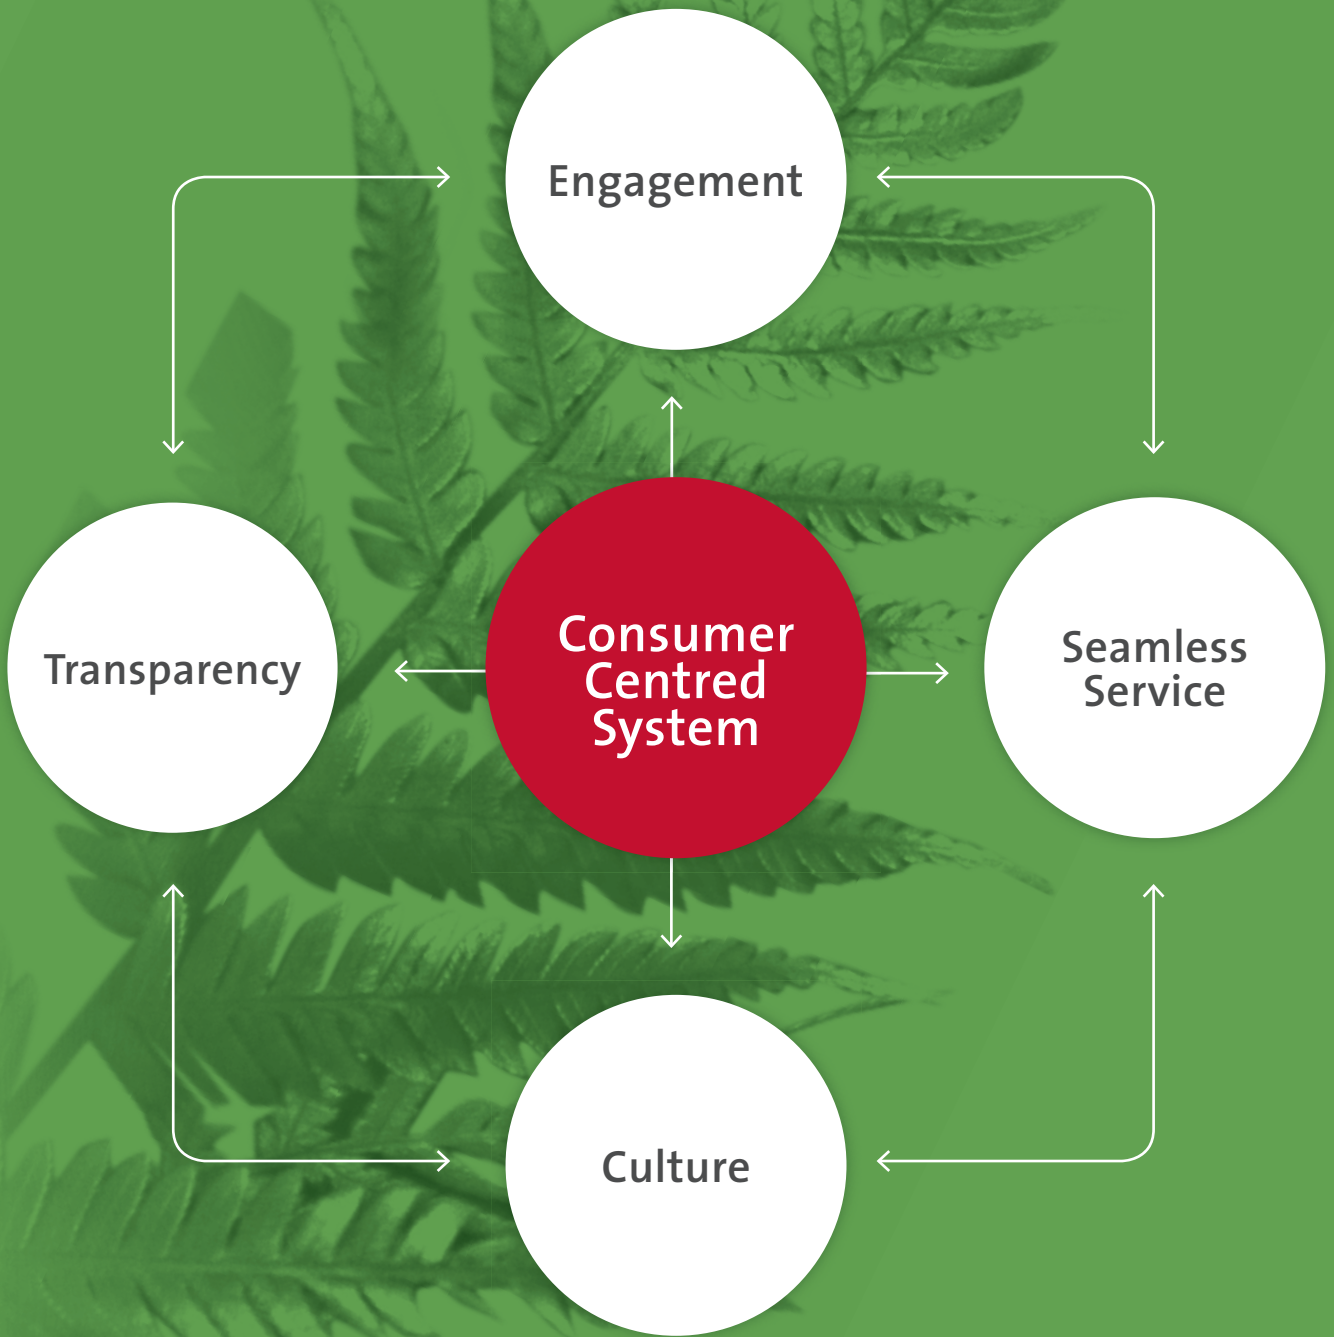 Engagement
Transparency
Consumer
Centred
System
Seamless
Service
Culture